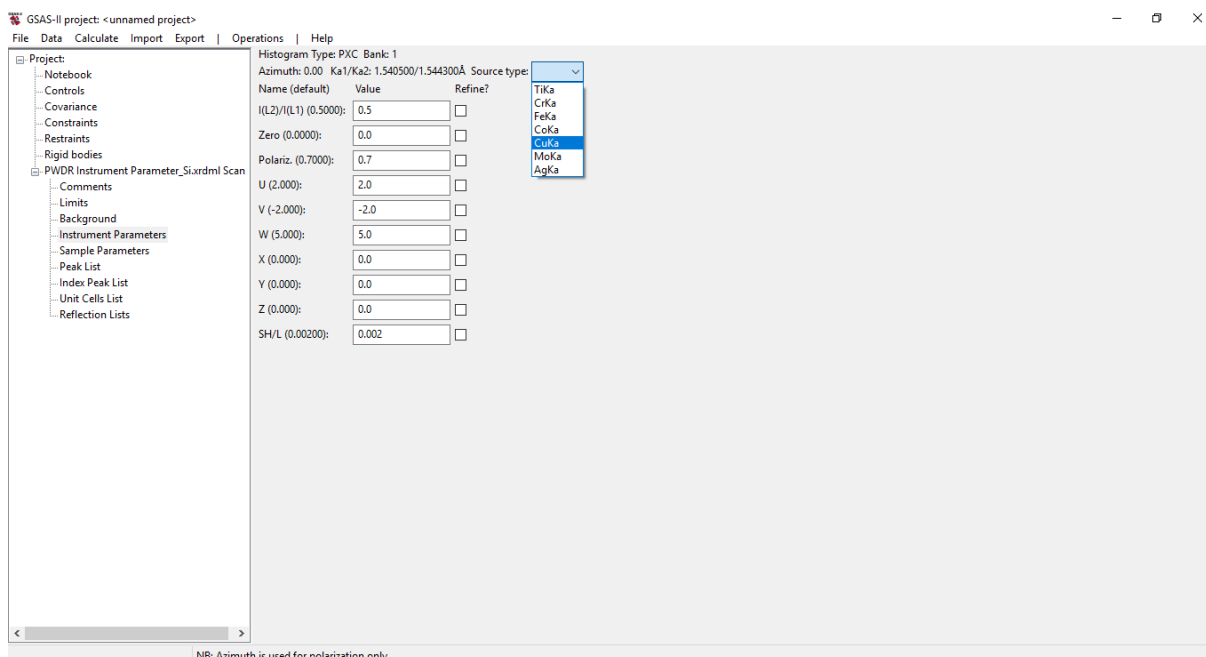 GSAS-II project: <unnamed project>
File Data Calculate Import Export | Operations | Help
Project:
Notebook
Controls
Covariance
Constraints
Restraints
Rigid bodies
PWDR Instrument Parameter_Si.xrdml Scan
Comments
Limits
Background
Instrument Parameters
Sample Parameters
Peak List
Index Peak List
Unit Cells List
Reflection Lists
Histogram Type: PXC Bank: 1
Azimuth: 0.00 Ka1/Ka2: 1.540500/1.544300Å Source type:
Name (default) Value Refine?
I(L2)/I(L1) (0.5000): 0.5
Zero (0.0000): 0.0
Polariz. (0.7000): 0.7
U (2.000): 2.0
V (-2.000): -2.0
W (5.000): 5.0
X (0.000): 0.0
Y (0.000): 0.0
Z (0.000): 0.0
SH/L (0.00200): 0.002
TiKa
CrKa
FeKa
CoKa
CuKa
MoKa
AgKa
NB: Azimuth is used for polarization only